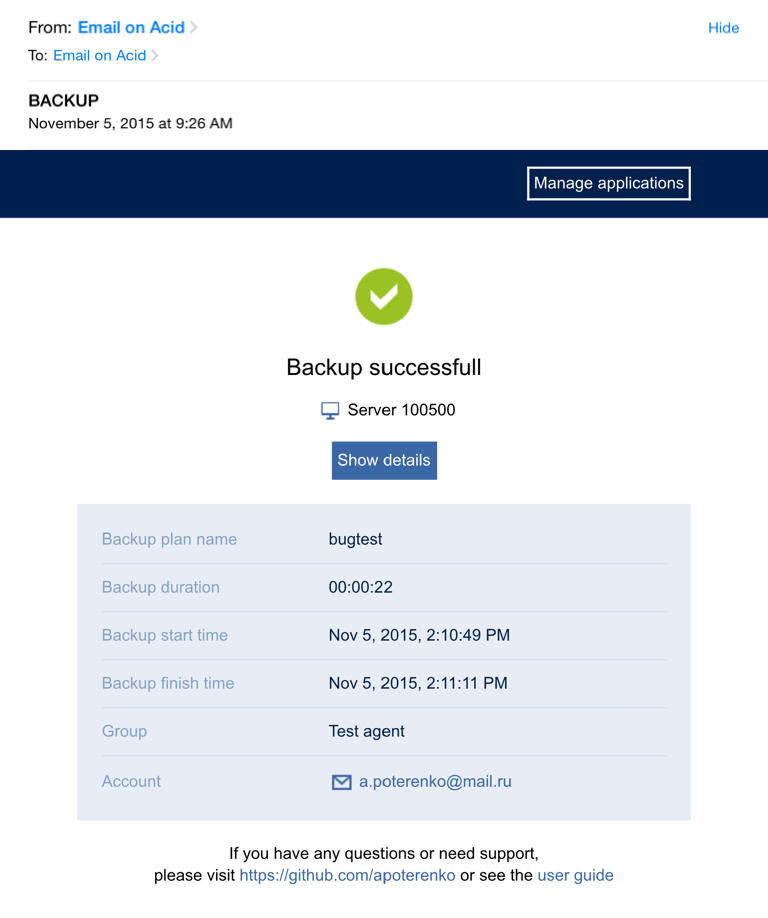 From: Email on Acid
Hide
To: Email on Acid
BACKUP
November 5, 2015 at 9:26 AM
Manage applications
Backup successfull
Server 100500
Show details
Backup plan name bugtest
Backup duration 00:00:22
Backup start time Nov 5, 2015, 2:10:49 PM
Backup finish time Nov 5, 2015, 2:11:11 PM
Group Test agent
Account a.poterenko@mail.ru
If you have any questions or need support,
please visit https://github.com/apoterenko or see the user guide